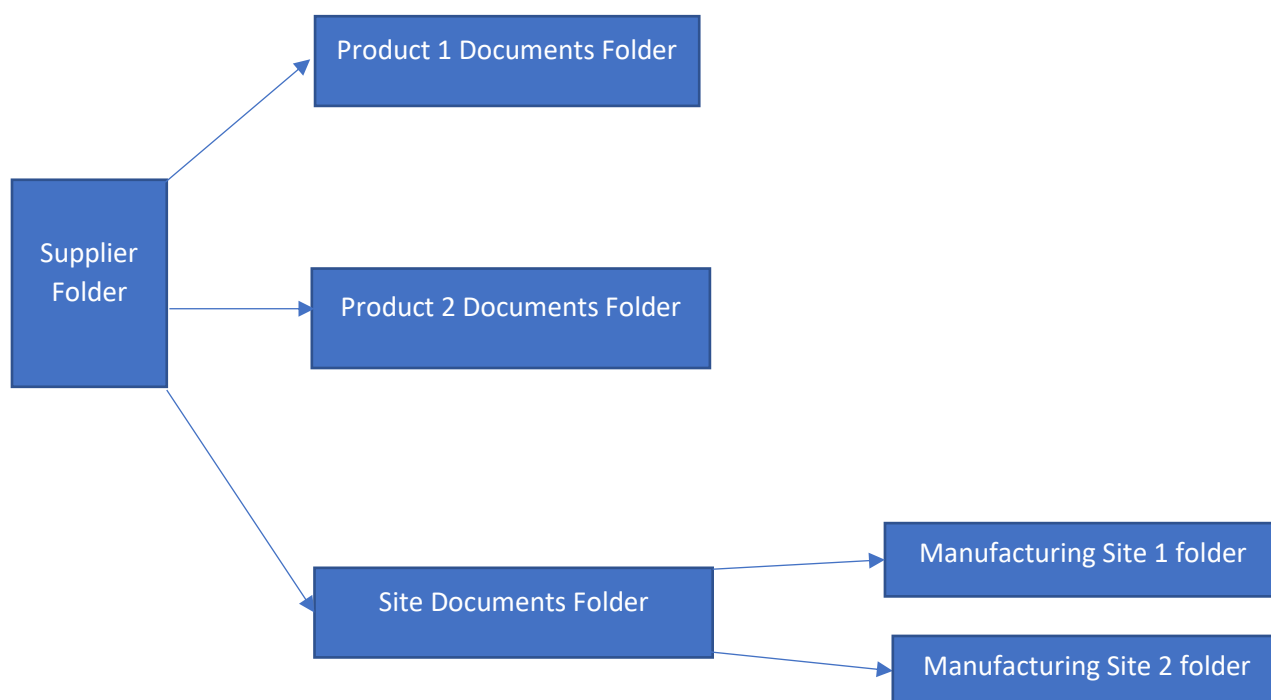 Product 1 Documents Folder
Supplier
Folder
Product 2 Documents Folder
Manufacturing Site 1 folder
Site Documents Folder
Manufacturing Site 2 folder